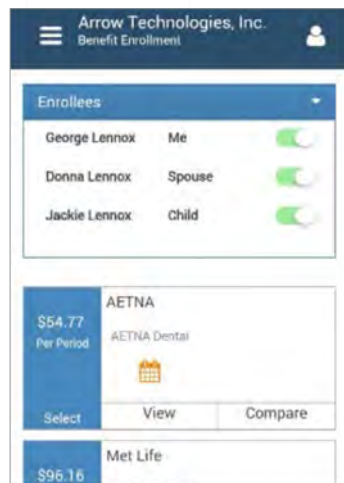 Arrow Technologies, Inc.
Benefit Enrollment
Enrollees
George Lennox Me
Donna Lennox Spouse
Jackie Lennox Child
AETNA
$54.77
Per Period
AETNA Dental
Select View Compare
Met Life
$96.16